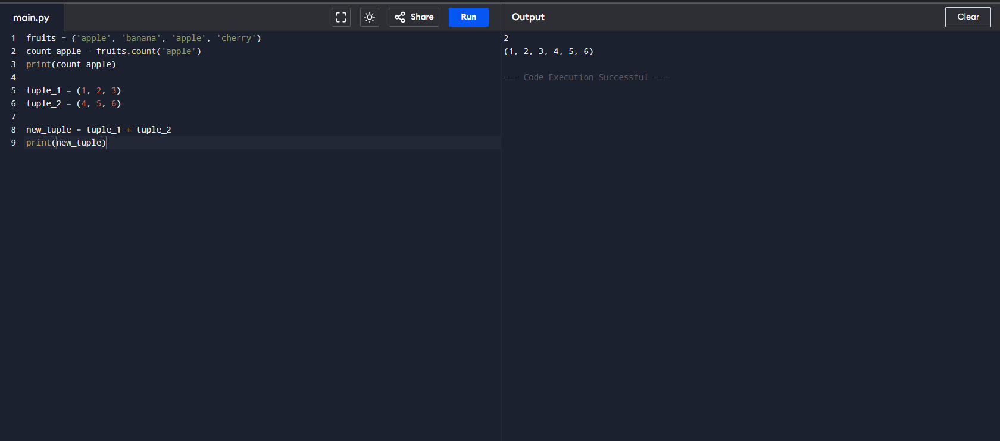 main.py
Share
Run
Output
Clear
1 fruits = ('apple', 'banana', 'apple', 'cherry')
2 count_apple = fruits.count('apple')
3 print(count_apple)
4
5 tuple_1 = (1, 2, 3)
6 tuple_2 = (4, 5, 6)
7
8 new_tuple = tuple_1 + tuple_2
9 print(new_tuple)
2
(1, 2, 3, 4, 5, 6)
=== Code Execution Successful ===